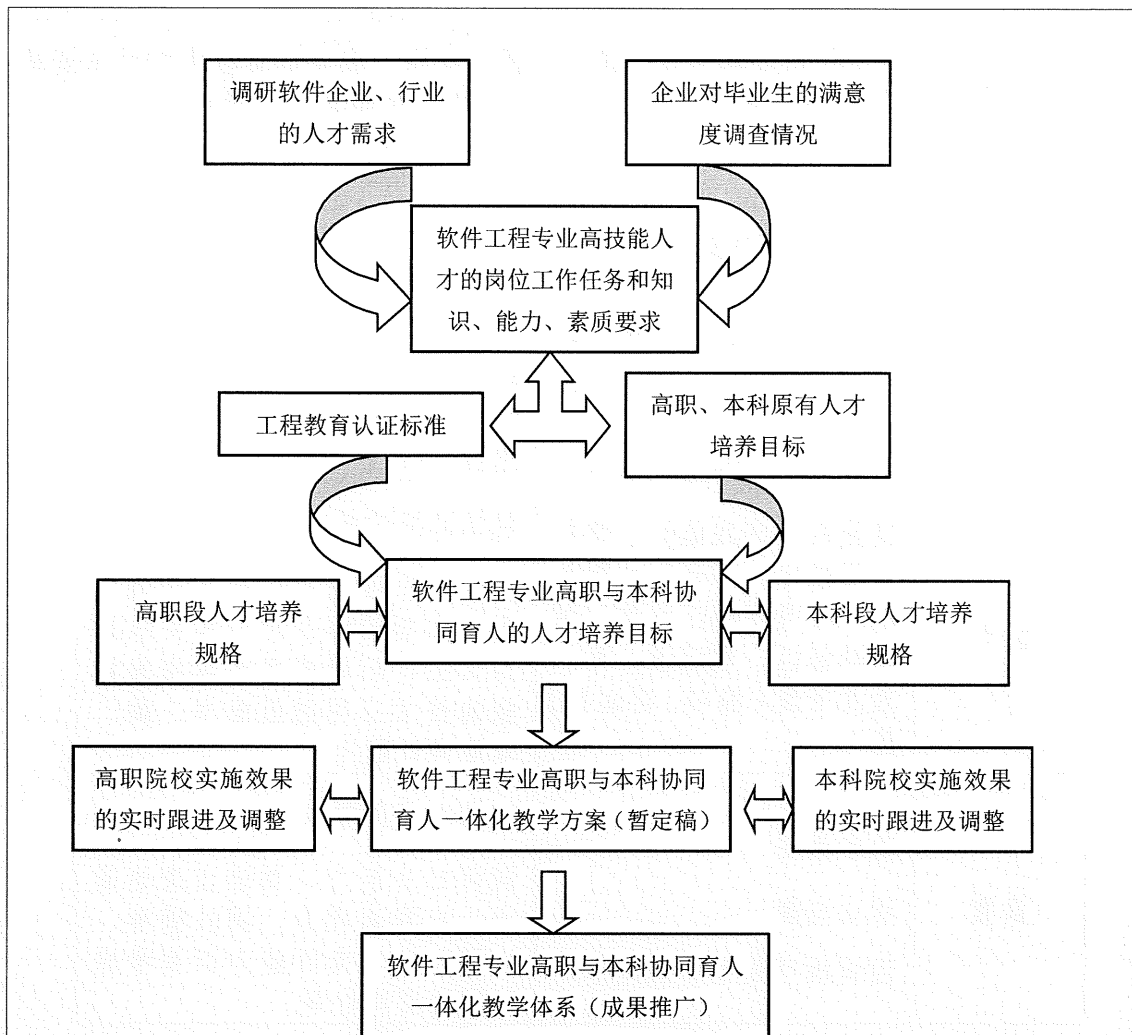 调研软件企业、行业
的人才需求
企业对毕业生的满意
度调查情况
软件工程专业高技能人
才的岗位工作任务和知
识、能力、素质要求
工程教育认证标准
高职、本科原有人才
培养目标
软件工程专业高职与本科协
同育人的人才培养目标
高职段人才培养
规格
本科段人才培养
规格
高职院校实施效果
的实时跟进及调整
软件工程专业高职与本科协同
育人一体化教学方案（暂定稿）
本科院校实施效果
的实时跟进及调整
软件工程专业高职与本科协同育人
一体化教学体系（成果推广）